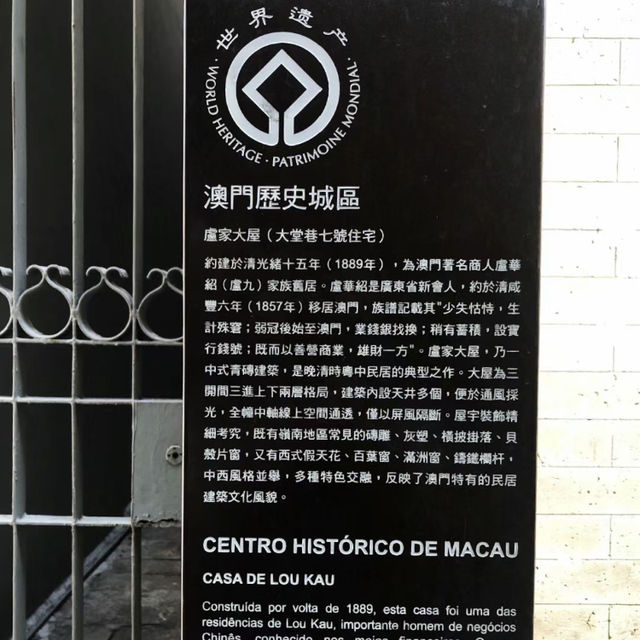 世界遗产
· WORLD HERITAGE · PATRIMOINE MONDIAL ·
澳門歷史城區
盧家大屋（大堂巷七號住宅）
約建於清光緒十五年（1889年），為澳門著名商人盧華
紹（盧九）家族舊居。盧華紹是廣東省新會人，約於清咸
豐六年（1857年）移居澳門，族譜記載其"少失怙恃，生
計殊窘；弱冠後始至澳門，業錢銀找換；稍有蓄積，設寶
行錢號；既而以善營商業，雄財一方"。盧家大屋，乃一
中式青磚建築，是晚清時粵中民居的典型之作。大屋為三
開間三進上下兩層格局，建築內設天井多個，便於通風採
光，全幢中軸線上空間通透，僅以屏風隔斷。屋宇裝飾精
細考究，既有嶺南地區常見的磚雕、灰塑、橫披掛落、貝
殼片窗，又有西式假天花、百葉窗、滿洲窗、鑄鐵欄杆，
中西風格並舉，多種特色交融，反映了澳門特有的民居
建築文化風貌。
CENTRO HISTÓRICO DE MACAU
CASA DE LOU KAU
Construída por volta de 1889, esta casa foi uma das
residências de Lou Kau, importante homem de negócios
Chinês, conhecido nos meios